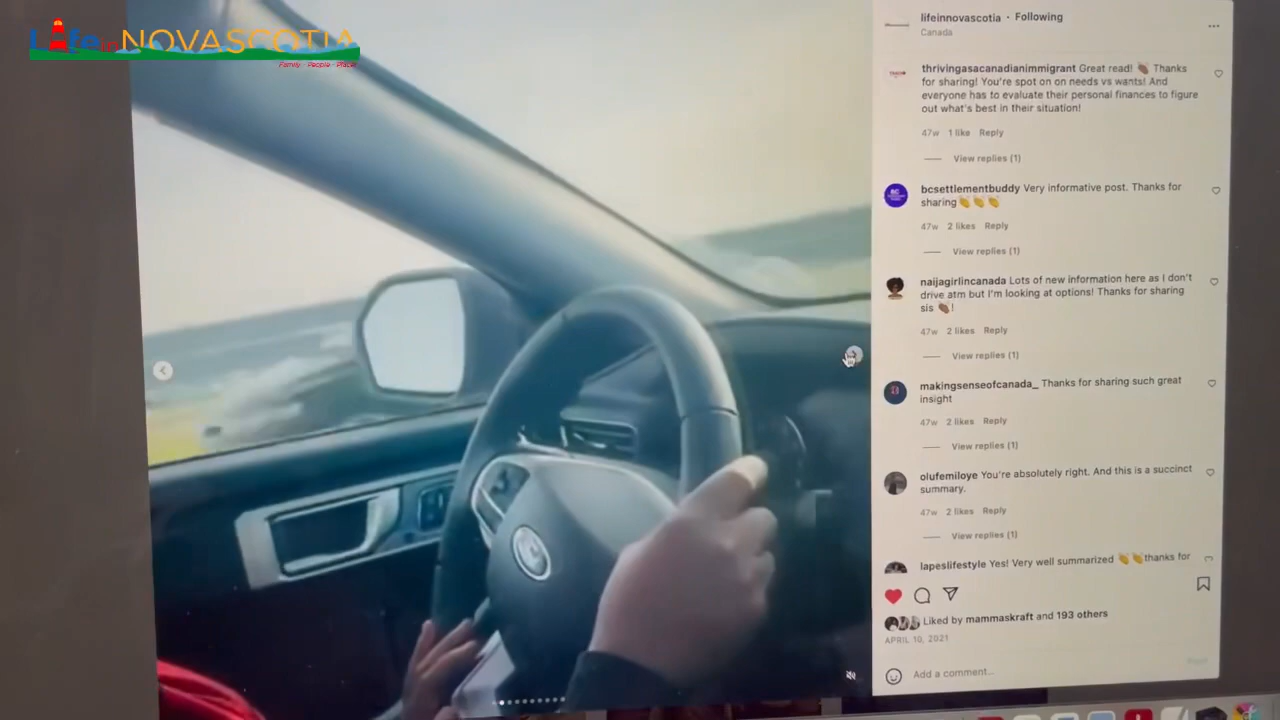 Life in NOVASCOTIA
Family - People - Place
lifeinnovascotia • Following
Canada
thrivingasacanadianimmigrant Great read! 👏🏾 Thanks
for sharing! You're spot on on needs vs wants! And
everyone has to evaluate their personal finances to figure
out what's best in their situation!
47w 1 like Reply
View replies (1)
bcsettlementbuddy Very informative post. Thanks for
sharing👏👏👏
47w 2 likes Reply
View replies (1)
naijagirlincanada Lots of new information here as I don't
drive atm but I'm looking at options! Thanks for sharing
sis 👏🏾!
47w 2 likes Reply
View replies (1)
makingsenseofcanada_ Thanks for sharing such great
insight
47w 2 likes Reply
View replies (1)
olufemiloye You're absolutely right. And this is a succinct
summary.
47w 2 likes Reply
View replies (1)
lapeslifestyle Yes! Very well summarized 👏👏thanks for
Liked by mammaskraft and 193 others
APRIL 10, 2021
Add a comment...
Post